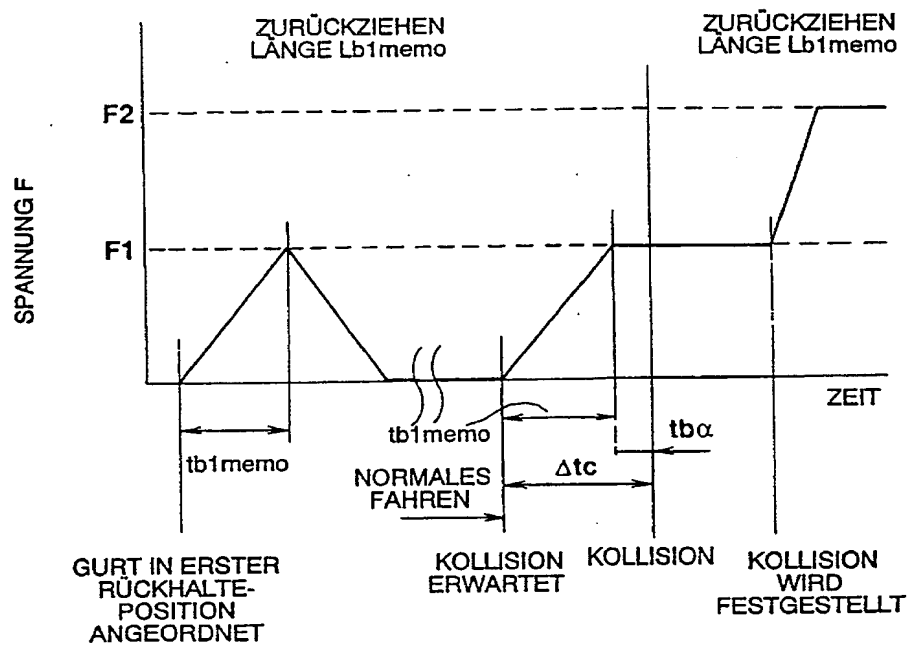 ZURÜCKZIEHEN
LÄNGE Lb1memo
ZURÜCKZIEHEN
LÄNGE Lb1memo
F2
F1
SPANNUNG F
ZEIT
tb1memo
tb1memo
tbα
Δtc
NORMALES
FAHREN
GURT IN ERSTER
RÜCKHALTE-
POSITION
ANGEORDNET
KOLLISION
ERWARTET
KOLLISION
KOLLISION
WIRD
FESTGESTELLT